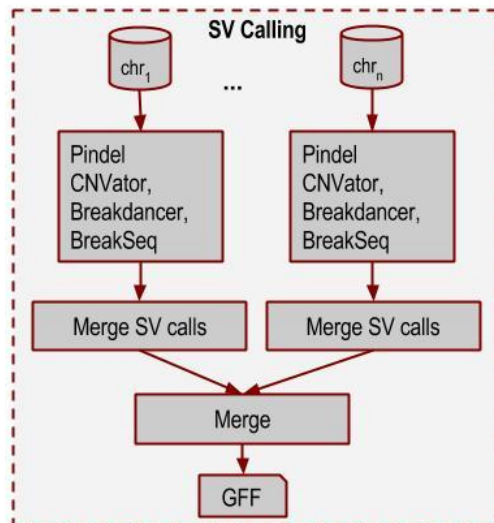 SV Calling
chr1
...
chrn
Pindel
CNVator,
Breakdancer,
BreakSeq
Pindel
CNVator,
Breakdancer,
BreakSeq
Merge SV calls
Merge SV calls
Merge
GFF